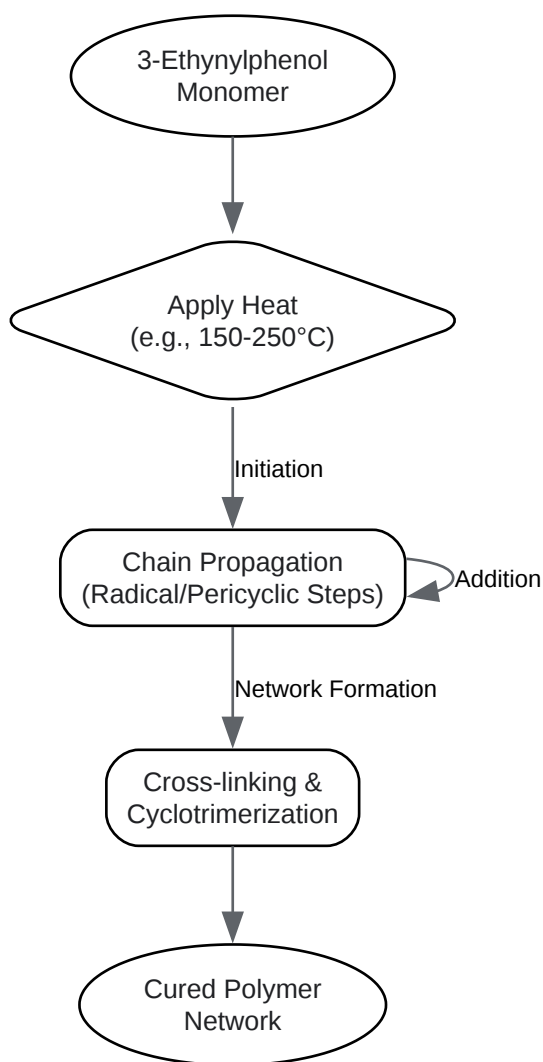 3-Ethynylphenol
Monomer
Apply Heat
(e.g., 150-250°C)
Initiation
Chain Propagation
(Radical/Pericyclic Steps)
Addition
Network Formation
Cross-linking &
Cyclotrimerization
Cured Polymer
Network